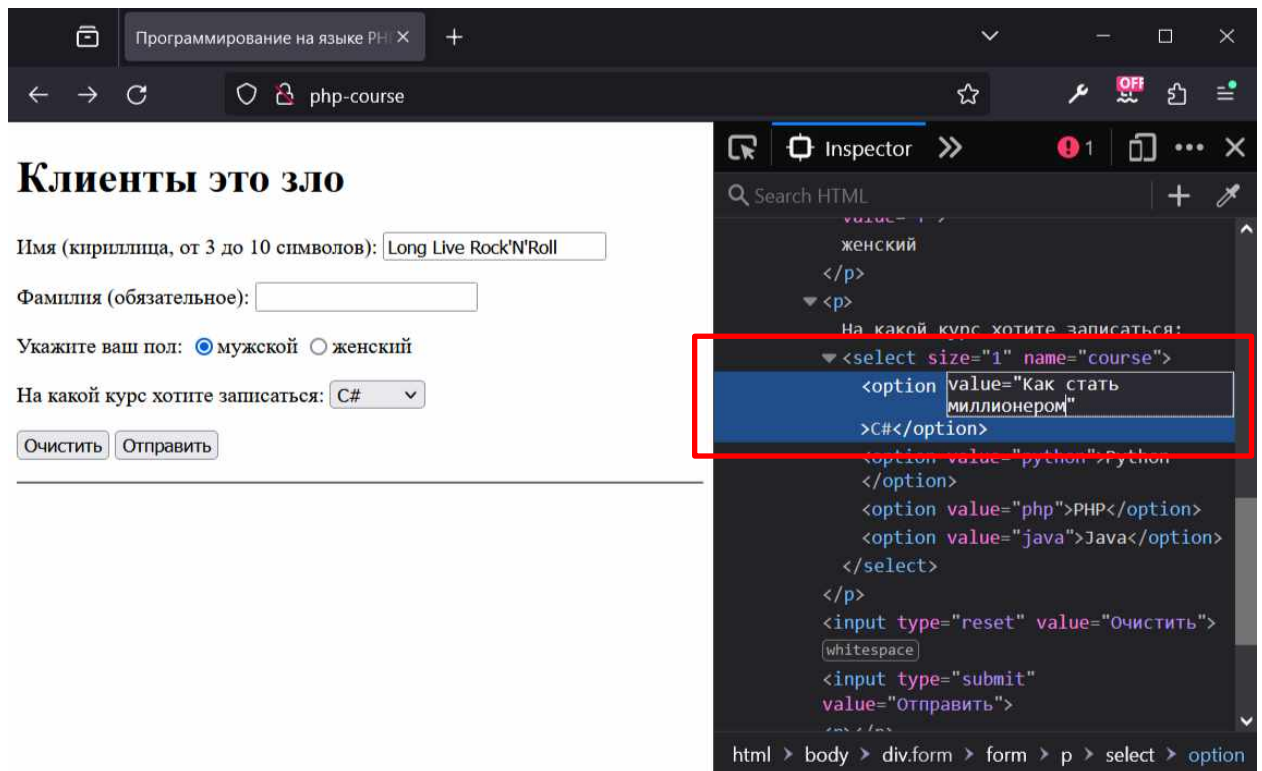 Программирование на языке PH
php-course
OFF
Клиенты это зло
Имя (кириллица, от 3 до 10 символов): Long Live Rock'N'Roll
Фамилия (обязательное):
Укажите ваш пол: мужской женский
На какой курс хотите записаться: C#
Очистить Отправить
Inspector 1
Search HTML
женский
</p>
<p>
На какой курс хотите записаться:
<select size="1" name="course">
<option value="Как стать
миллионером"
>C#</option>
<option value="python">Python
</option>
<option value="php">PHP</option>
<option value="java">Java</option>
</select>
</p>
<input type="reset" value="Очистить">
whitespace
<input type="submit"
value="Отправить">
<p></p>
html > body > div.form > form > p > select > option